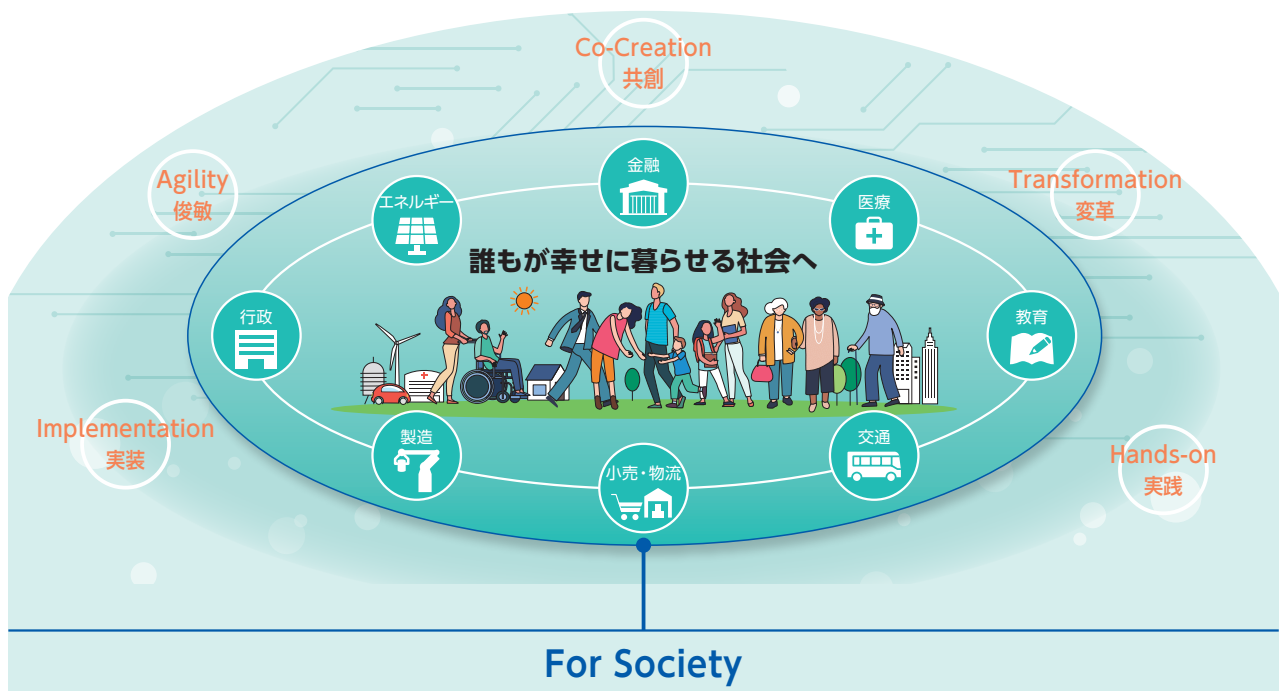 Co-Creation
共創
Agility
俊敏
Transformation
変革
金融
エネルギー
医療
誰もが幸せに暮らせる社会へ
行政
教育
Implementation
実装
製造
交通
Hands-on
実践
小売・物流
For Society